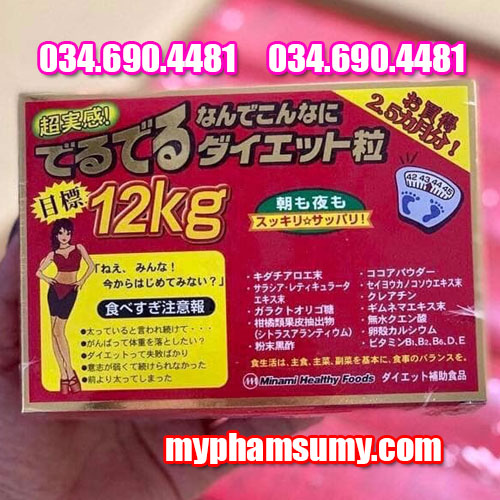 034.690.4481 034.690.4481
超実感!
でるでる
なんでこんなに
ダイエット粒
お買得
2.5カ月分!
目標
12kg
朝も夜も
スッキリ☆サッパリ!
42 43 44 45
「ねえ、みんな!
今からはじめてみない?」
食べすぎ注意報
●太っていると言われ続けて・・・
●がんばって体重を落としたい?
●ダイエットって失敗ばかり
●意志が弱くて続けられなかった
●前より太ってしまった
・キダチアロエ末
・サラシア・レティキュラータ
エキス末
・ガラクトオリゴ糖
・柑橘類果皮抽出物
(シトラスアランティウム)
・粉末黒酢
・ココアパウダー
・セイヨウカノコソウエキス末
・クレアチン
・ギムネマエキス末
・無水クエン酸
・卵殻カルシウム
・ビタミンB1、B2、B6、D、E
食生活は、主食、主菜、副菜を基本に、食事のバランスを。
Minami Healthy Foods ダイエット補助食品
myphamsumy.com